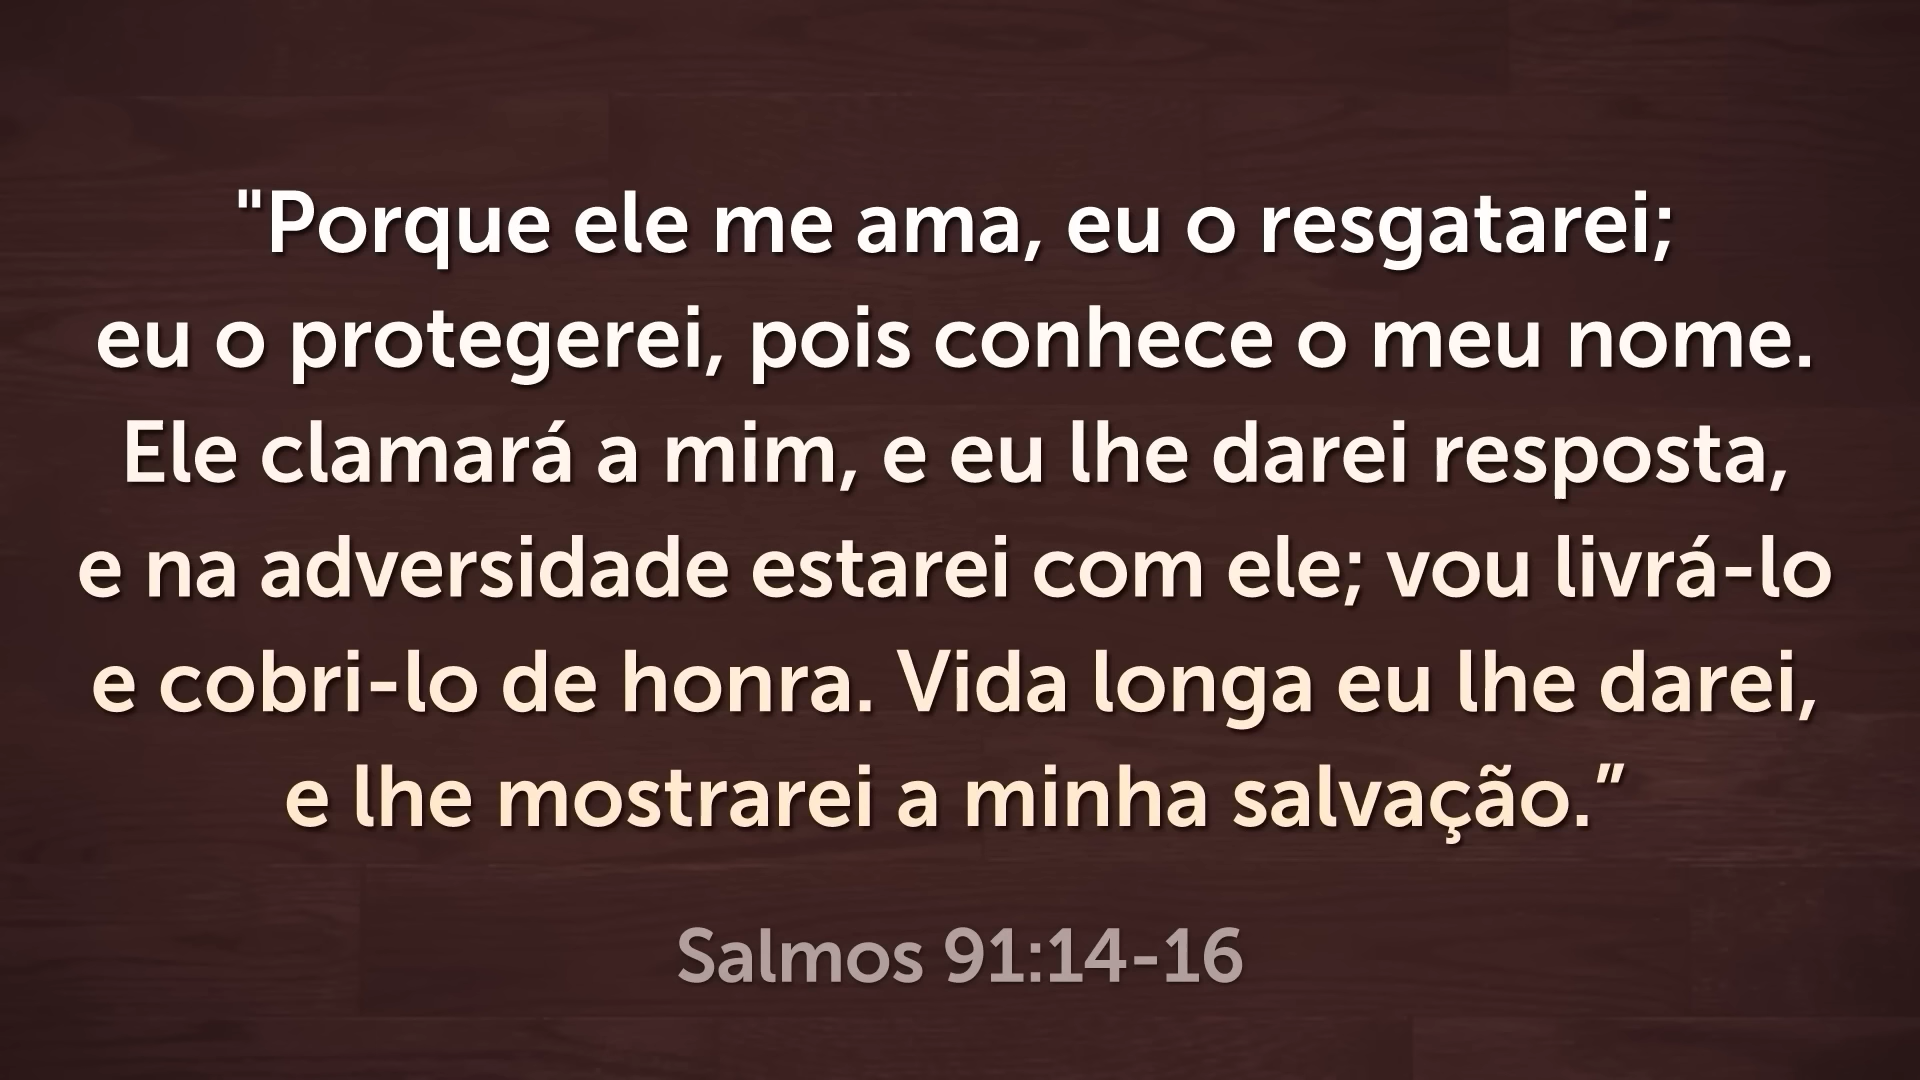 "Porque ele me ama, eu o resgatarei;
eu o protegerei, pois conhece o meu nome.
Ele clamará a mim, e eu lhe darei resposta,
e na adversidade estarei com ele; vou livrá-lo
e cobri-lo de honra. Vida longa eu lhe darei,
e lhe mostrarei a minha salvação.”
Salmos 91:14-16